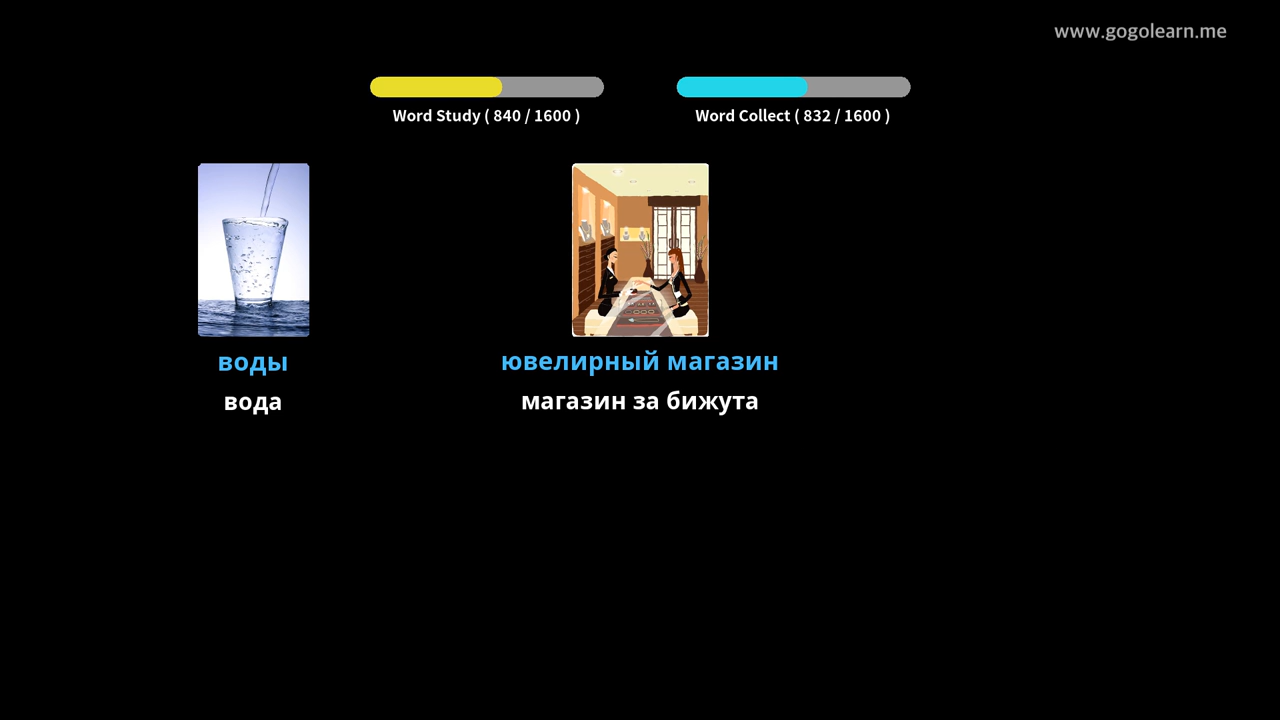 www.gogolearn.me
Word Study ( 840 / 1600 )
Word Collect ( 832 / 1600 )
воды
вода
ювелирный магазин
магазин за бижута